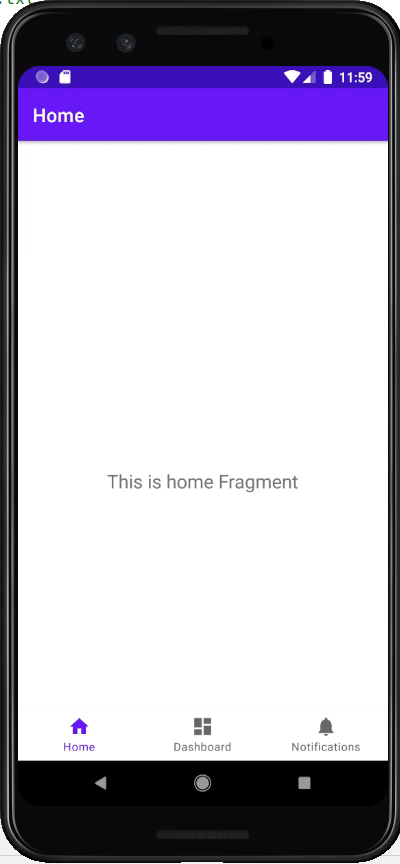 11:59
Home
This is home Fragment
Home
Dashboard
Notifications